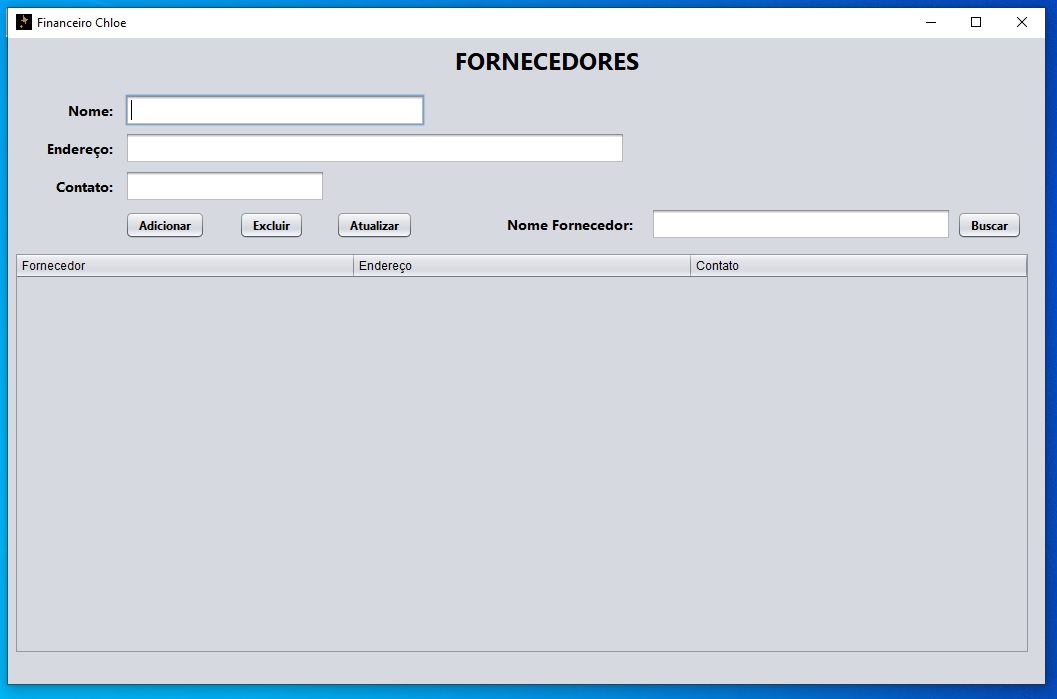 Financeiro Chloe
FORNECEDORES
Nome:
Endereço:
Contato:
Adicionar Excluir Atualizar Nome Fornecedor: Buscar
Fornecedor Endereço Contato